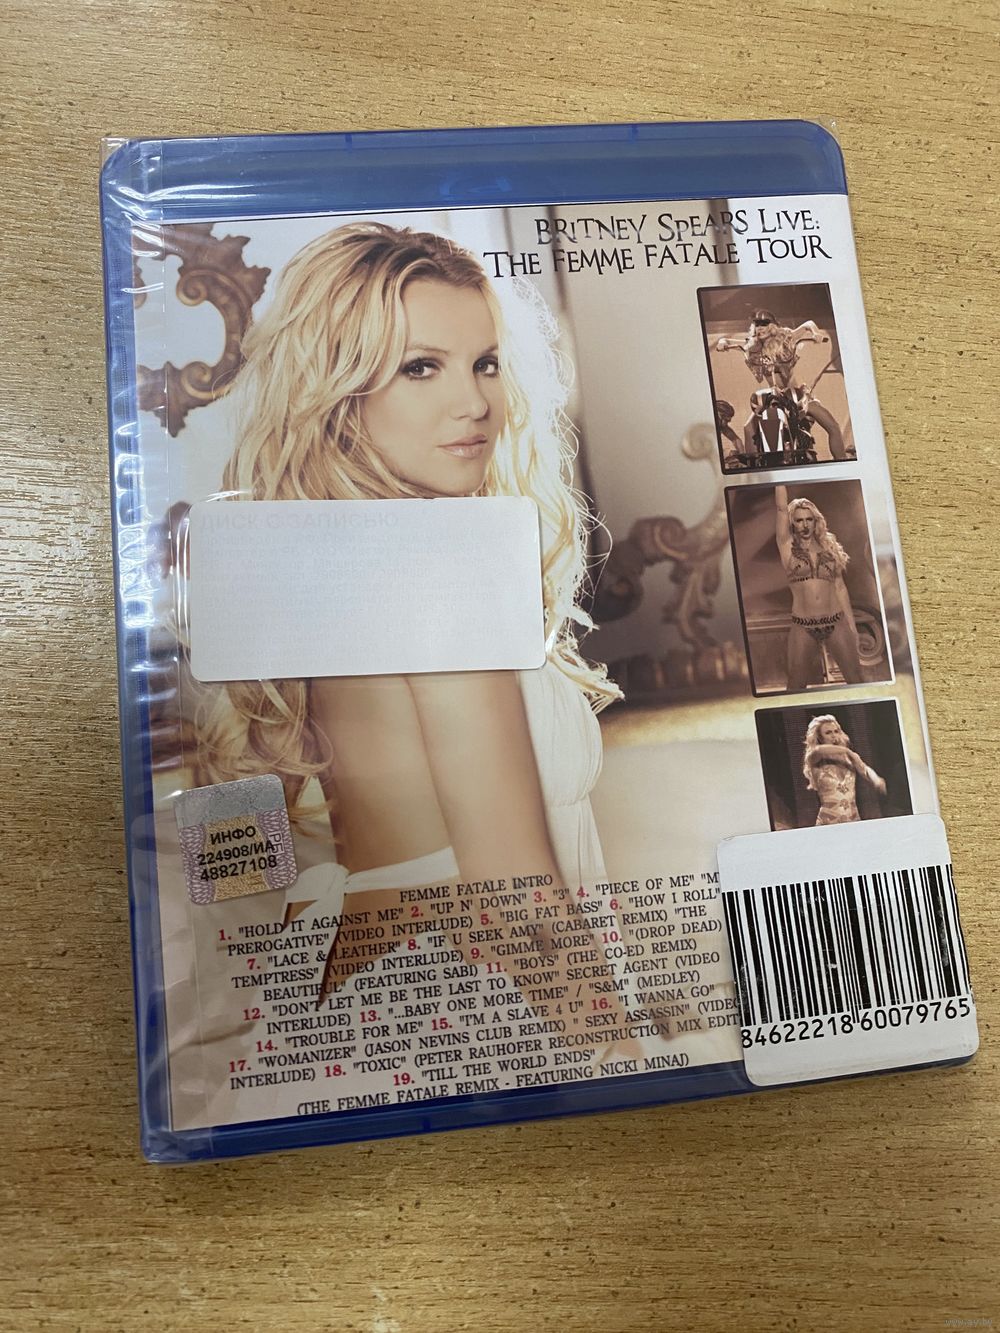 BRITNEY SPEARS LIVE:
THE FEMME FATALE TOUR
ДИСК С ЗАПИСЬЮ
ИНФО
РБ
224908/ИА
48827108
FEMME FATALE INTRO
1. "HOLD IT AGAINST ME" 2. "UP N' DOWN" 3. "3" 4. "PIECE OF ME" "M
PREROGATIVE" (VIDEO INTERLUDE) 5. "BIG FAT BASS" 6. "HOW I ROLL"
7. "LACE & LEATHER" 8. "IF U SEEK AMY" (CABARET REMIX) "THE
TEMPTRESS" (VIDEO INTERLUDE) 9. "GIMME MORE" 10. "(DROP DEAD)
BEAUTIFUL" (FEATURING SABI) 11. "BOYS" (THE CO-ED REMIX)
12. "DON'T LET ME BE THE LAST TO KNOW" SECRET AGENT (VIDEO
INTERLUDE) 13. "...BABY ONE MORE TIME" / "S&M" (MEDLEY)
14. "TROUBLE FOR ME" 15. "I'M A SLAVE 4 U" 16. "I WANNA GO"
17. "WOMANIZER" (JASON NEVINS CLUB REMIX) " SEXY ASSASSIN" (VIDEO
INTERLUDE) 18. "TOXIC" (PETER RAUHOFER RECONSTRUCTION MIX EDIT
19. "TILL THE WORLD ENDS"
(THE FEMME FATALE REMIX - FEATURING NICKI MINAJ)
8462221860079765
www.ay.by